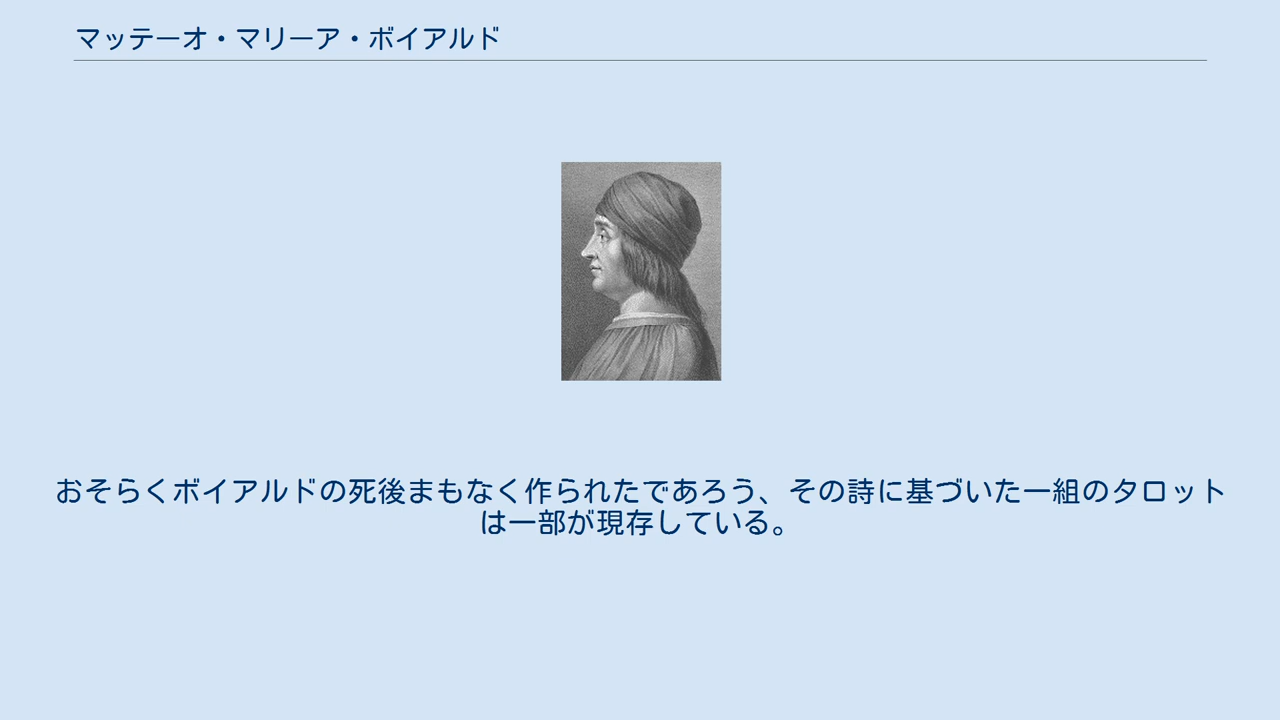 マッテーオ・マリーア・ボイアルド
おそらくボイアルドの死後まもなく作られたであろう、その詩に基づいた一組のタロット
は一部が現存している。